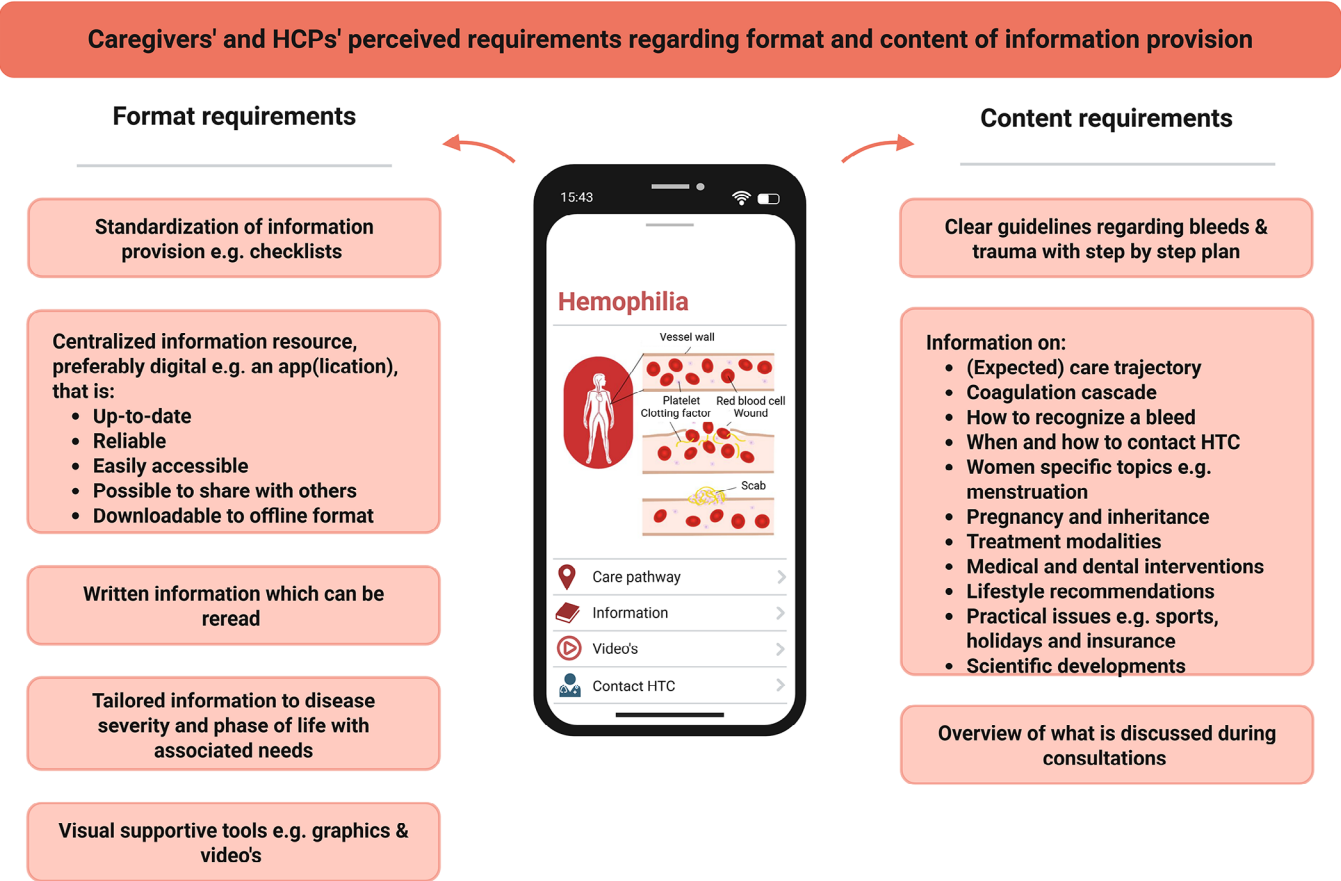 Caregivers' and HCPs' perceived requirements regarding format and content of information provision
Format requirements
Standardization of information
provision e.g. checklists
Centralized information resource,
preferably digital e.g. an app(lication),
that is:
• Up-to-date
• Reliable
• Easily accessible
• Possible to share with others
• Downloadable to offline format
Written information which can be
reread
Tailored information to disease
severity and phase of life with
associated needs
Visual supportive tools e.g. graphics &
video's
15:43
Hemophilia
Vessel wall
Platelet
Red blood cell
Clotting factor
Wound
Scab
Care pathway
Information
Video's
Contact HTC
Content requirements
Clear guidelines regarding bleeds &
trauma with step by step plan
Information on:
• (Expected) care trajectory
• Coagulation cascade
• How to recognize a bleed
• When and how to contact HTC
• Women specific topics e.g.
menstruation
• Pregnancy and inheritance
• Treatment modalities
• Medical and dental interventions
• Lifestyle recommendations
• Practical issues e.g. sports,
holidays and insurance
• Scientific developments
Overview of what is discussed during
consultations